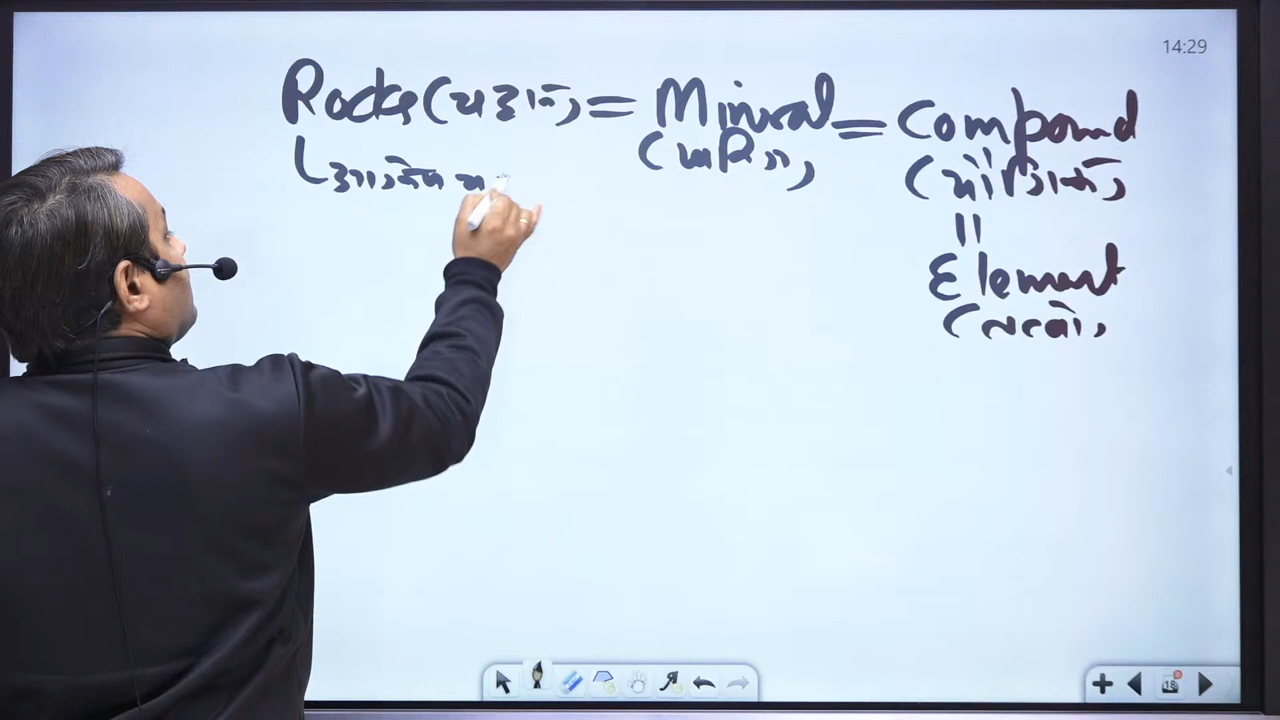 14:29
Rocks (चट्टान) = Mineral = Compound
(खनिज)
(यौगिक)
||
Element
(तत्व)